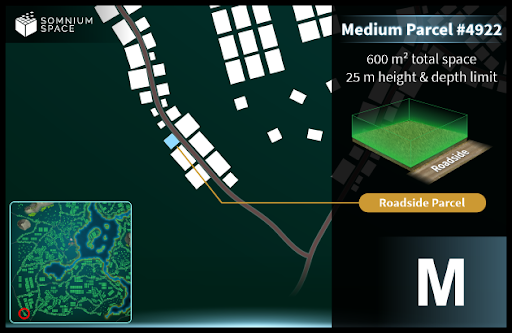 SOMNIUM
SPACE
Medium Parcel #4922
600 m² total space
25 m height & depth limit
Roadside
Roadside Parcel
M